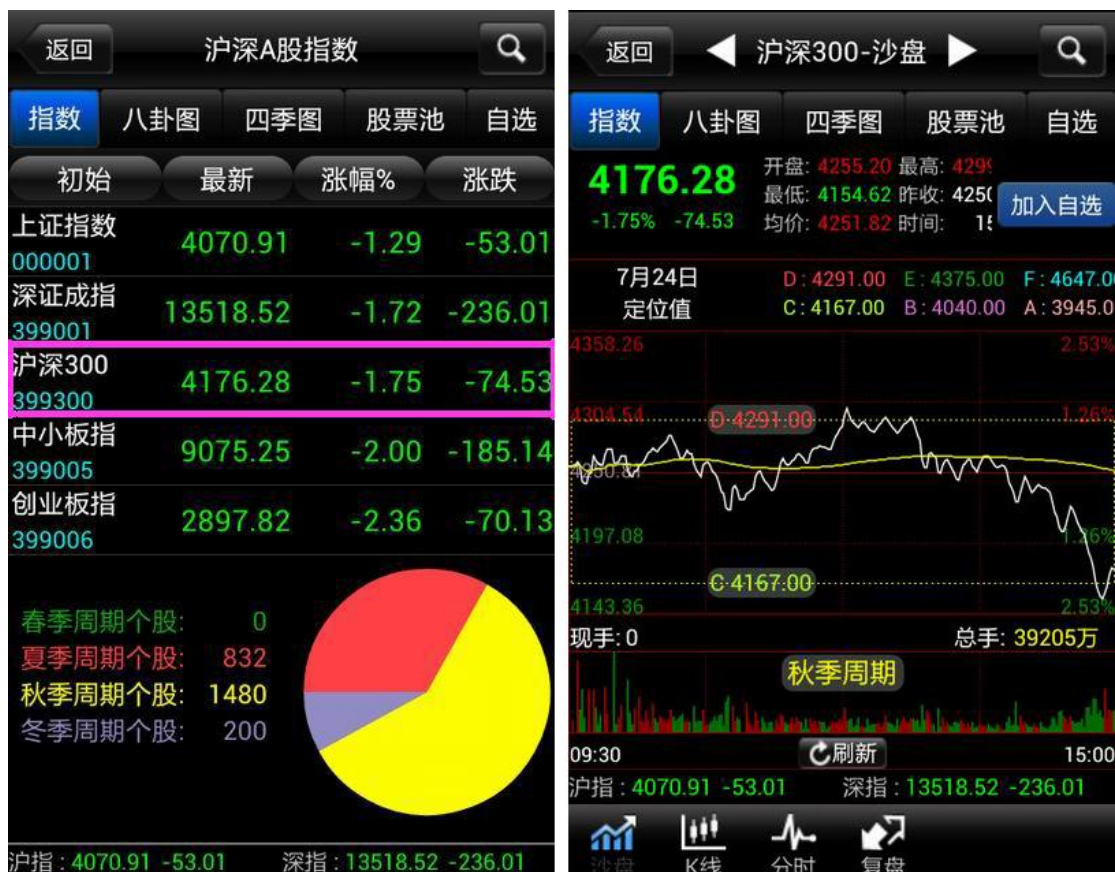 返回 沪深A股指数
指数 八卦图 四季图 股票池 自选
初始 最新 涨幅% 涨跌
上证指数
000001 4070.91 -1.29 -53.01
深证成指
399001 13518.52 -1.72 -236.01
沪深300
399300 4176.28 -1.75 -74.53
中小板指
399005 9075.25 -2.00 -185.14
创业板指
399006 2897.82 -2.36 -70.13
春季周期个股: 0
夏季周期个股: 832
秋季周期个股: 1480
冬季周期个股: 200
沪指:4070.91 -53.01 深指:13518.52 -236.01
返回 沪深300-沙盘
指数 八卦图 四季图 股票池 自选
4176.28
-1.75% -74.53
开盘: 4255.20 最高: 429
最低: 4154.62 昨收: 425
均价: 4251.82 时间: 1
加入自选
7月24日 D:4291.00 E:4375.00 F:4647.0
定位值 C:4167.00 B:4040.00 A:3945.0
4358.26 2.53%
4304.54 D 4291.00 1.26%
4250.81
4197.08 1.26%
C 4167.00
4143.36 2.53%
现手:0 总手: 39205万
秋季周期
09:30 刷新 15:00
沪指:4070.91 -53.01 深指:13518.52 -236.01
沙盘 K线 分时 复盘